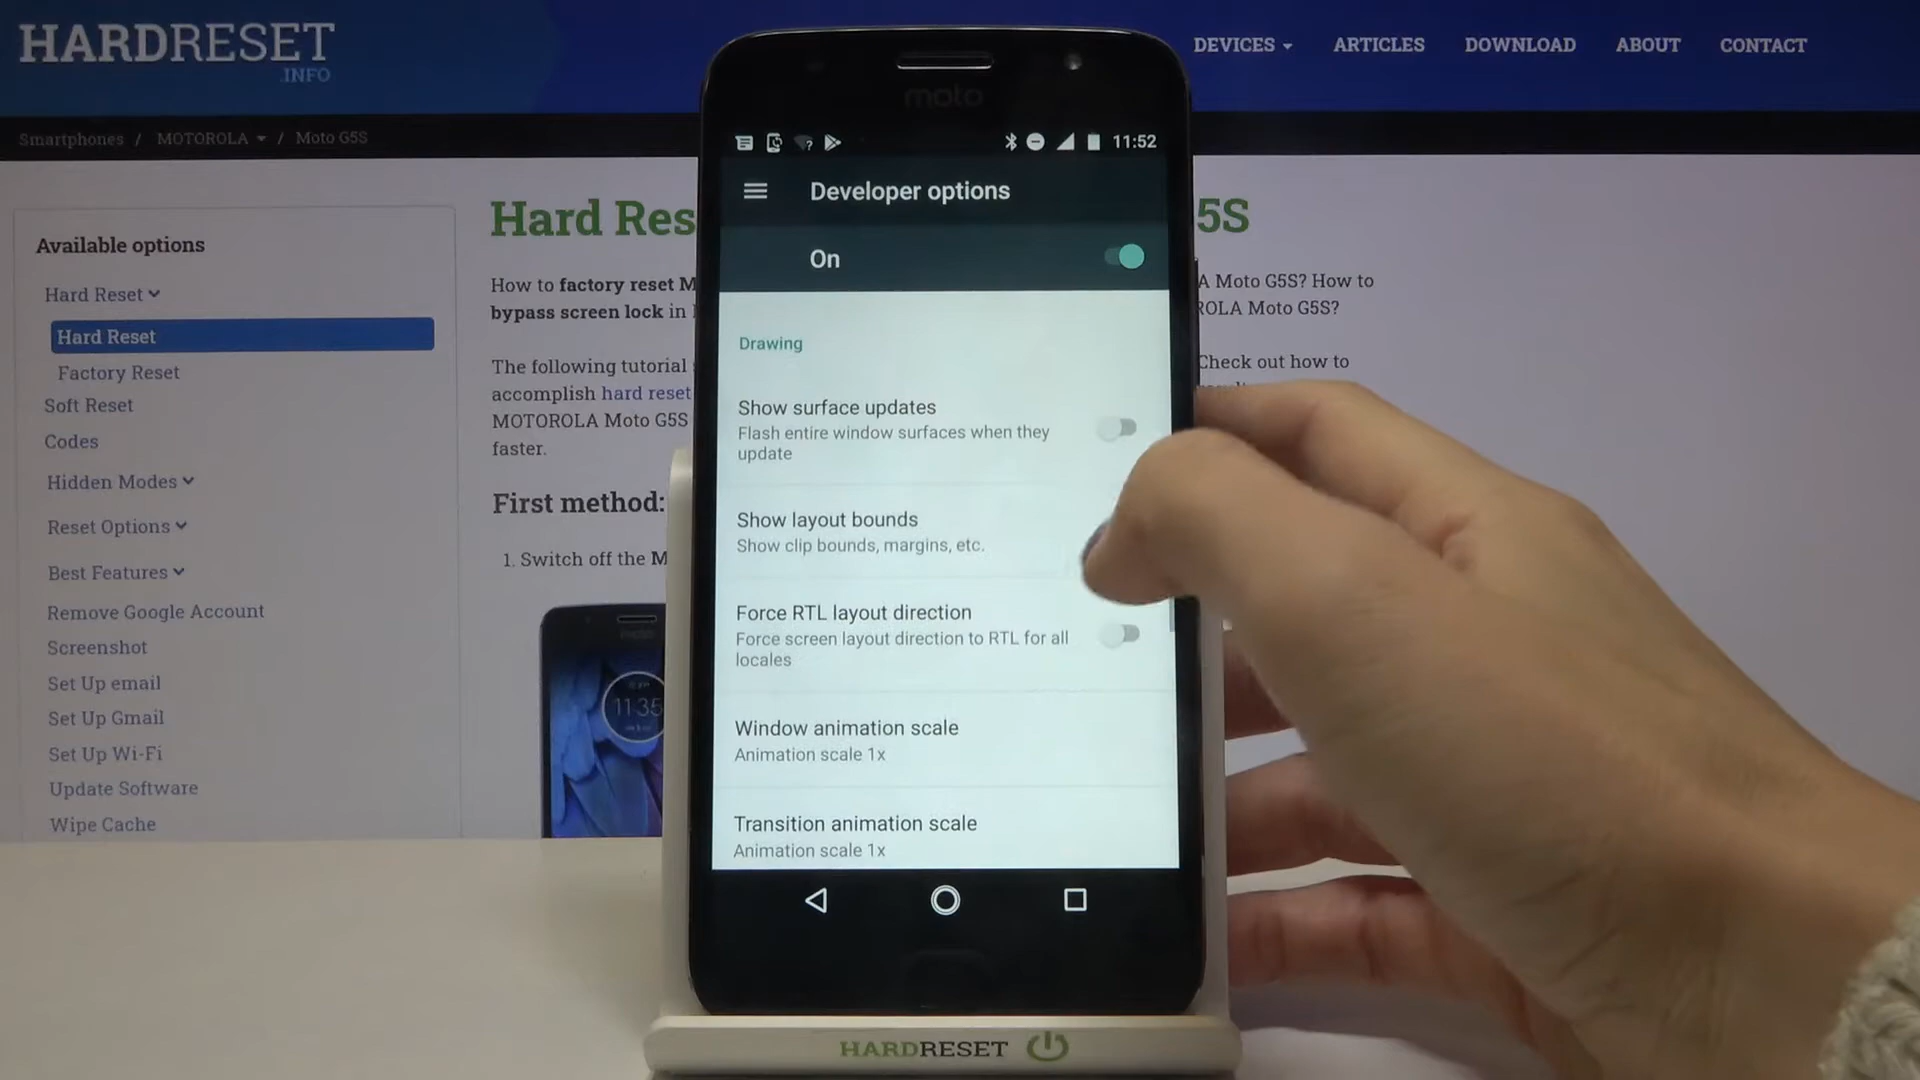 HARDRESET
.INFO
DEVICES
ARTICLES
DOWNLOAD
ABOUT
CONTACT
Smartphones / MOTOROLA / Moto G5S
Available options
Hard Reset
Hard Reset
Factory Reset
Soft Reset
Codes
Hidden Modes
Reset Options
Best Features
Remove Google Account
Screenshot
Set Up email
Set Up Gmail
Set Up Wi-Fi
Update Software
Wipe Cache
Hard Res
5S
How to factory reset M
A Moto G5S? How to
bypass screen lock in
ROLA Moto G5S?
The following tutorial
Check out how to
accomplish hard reset
MOTOROLA Moto G5S
faster.
First method:
1. Switch off the M
11:35
moto
11:52
Developer options
On
Drawing
Show surface updates
Flash entire window surfaces when they
update
Show layout bounds
Show clip bounds, margins, etc.
Force RTL layout direction
Force screen layout direction to RTL for all
locales
Window animation scale
Animation scale 1x
Transition animation scale
Animation scale 1x
HARDRESET